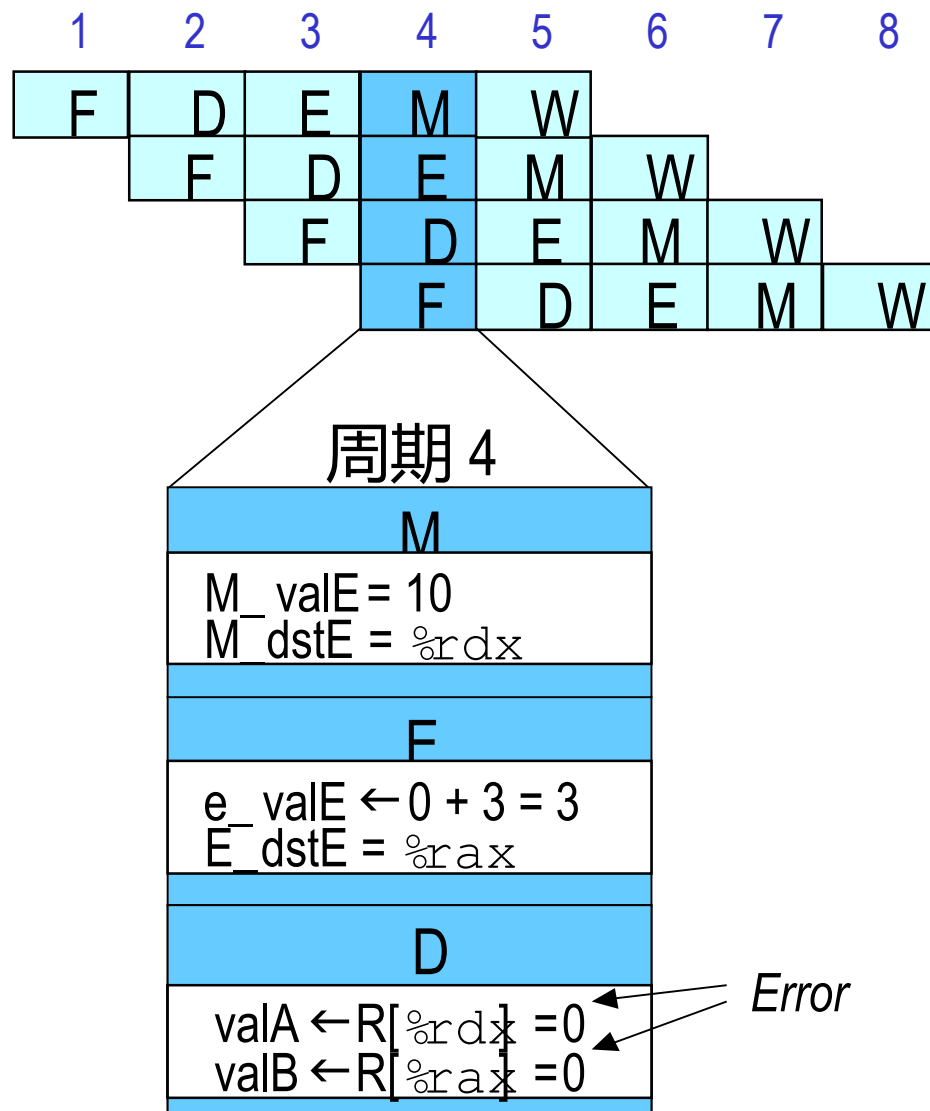 1 2 3 4 5 6 7 8
F D E M W
F D E M W
F D E M W
F D E M W
周期 4
M
M_ valE = 10
M_dstE = %rdx
E
e_ valE ← 0 + 3 = 3
E_dstE = %rax
D
valA ← R[%rdx] = 0
valB ← R[%rax] = 0
Error